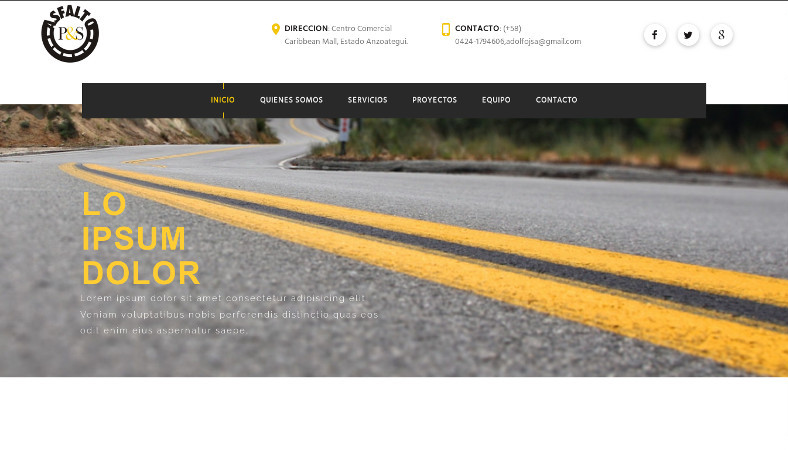 ASFALTO
P&S
DIRECCION: Centro Comercial
Caribbean Mall, Estado Anzoategui.
CONTACTO: (+58)
0424-1794606,adolfojsa@gmail.com
INICIO QUIENES SOMOS SERVICIOS PROYECTOS EQUIPO CONTACTO
LO
IPSUM
DOLOR
Lorem ipsum dolor sit amet consectetur adipisicing elit.
Veniam voluptatibus nobis perferendis distinctio quas eos
odit enim eius aspernatur saepe.